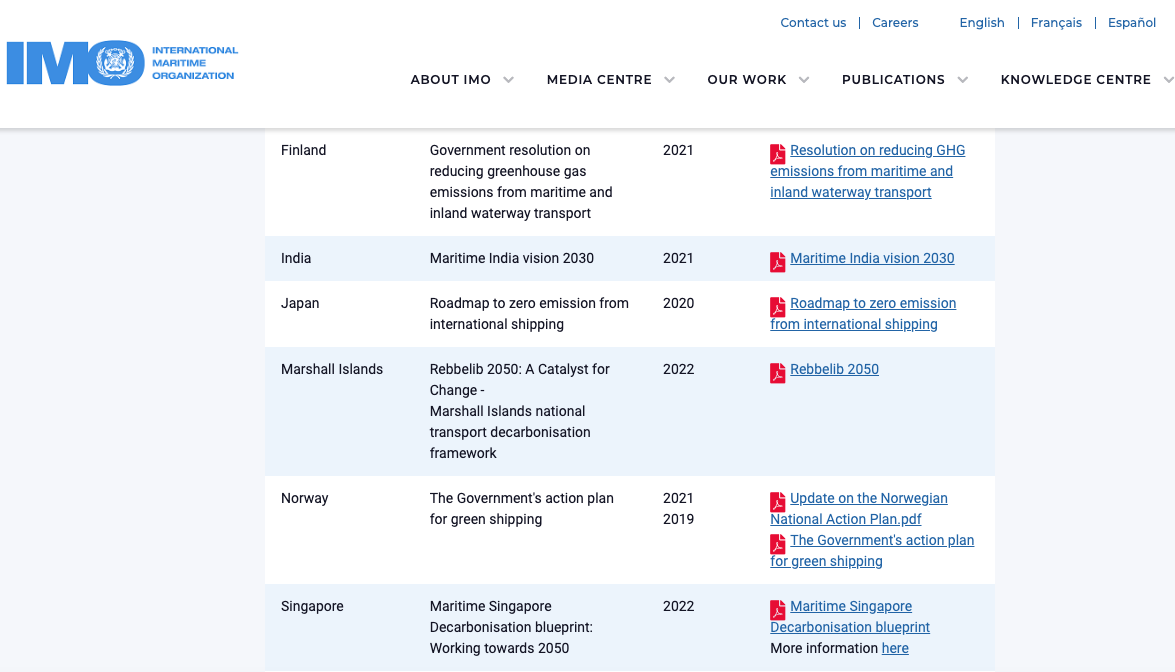 Contact us | Careers English | Français | Español
IMO INTERNATIONAL
MARITIME
ORGANIZATION
ABOUT IMO MEDIA CENTRE OUR WORK PUBLICATIONS KNOWLEDGE CENTRE
Finland Government resolution on 2021 Resolution on reducing GHG
reducing greenhouse gas emissions from maritime and
emissions from maritime and inland waterway transport
inland waterway transport
India Maritime India vision 2030 2021 Maritime India vision 2030
Japan Roadmap to zero emission from 2020 Roadmap to zero emission
international shipping from international shipping
Marshall Islands Rebbelib 2050: A Catalyst for 2022 Rebbelib 2050
Change -
Marshall Islands national
transport decarbonisation
framework
Norway The Government's action plan 2021 Update on the Norwegian
for green shipping 2019 National Action Plan.pdf
The Government's action plan
for green shipping
Singapore Maritime Singapore 2022 Maritime Singapore
Decarbonisation blueprint: Decarbonisation blueprint
Working towards 2050 More information here